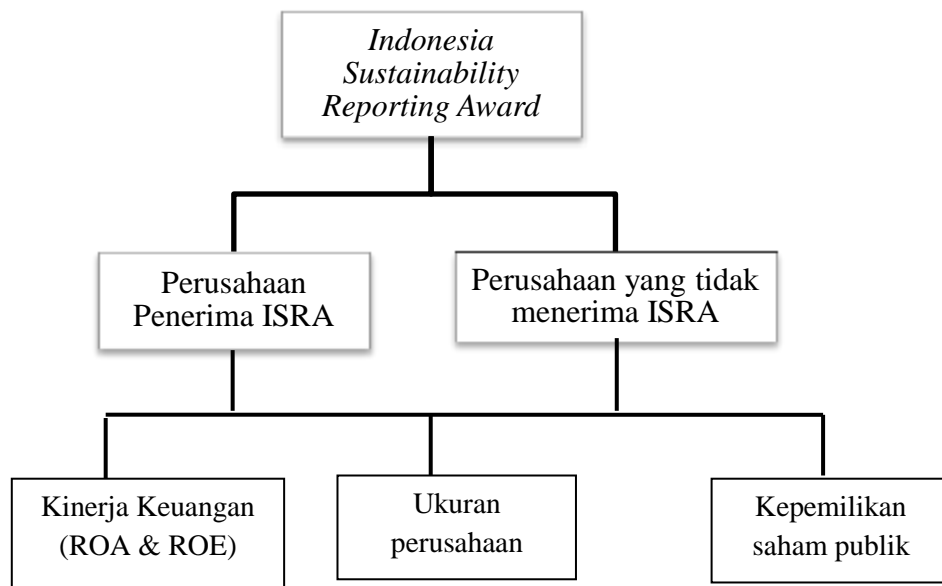 Indonesia
Sustainability
Reporting Award
Perusahaan
Penerima ISRA
Perusahaan yang tidak
menerima ISRA
Kinerja Keuangan
(ROA & ROE)
Ukuran
perusahaan
Kepemilikan
saham publik